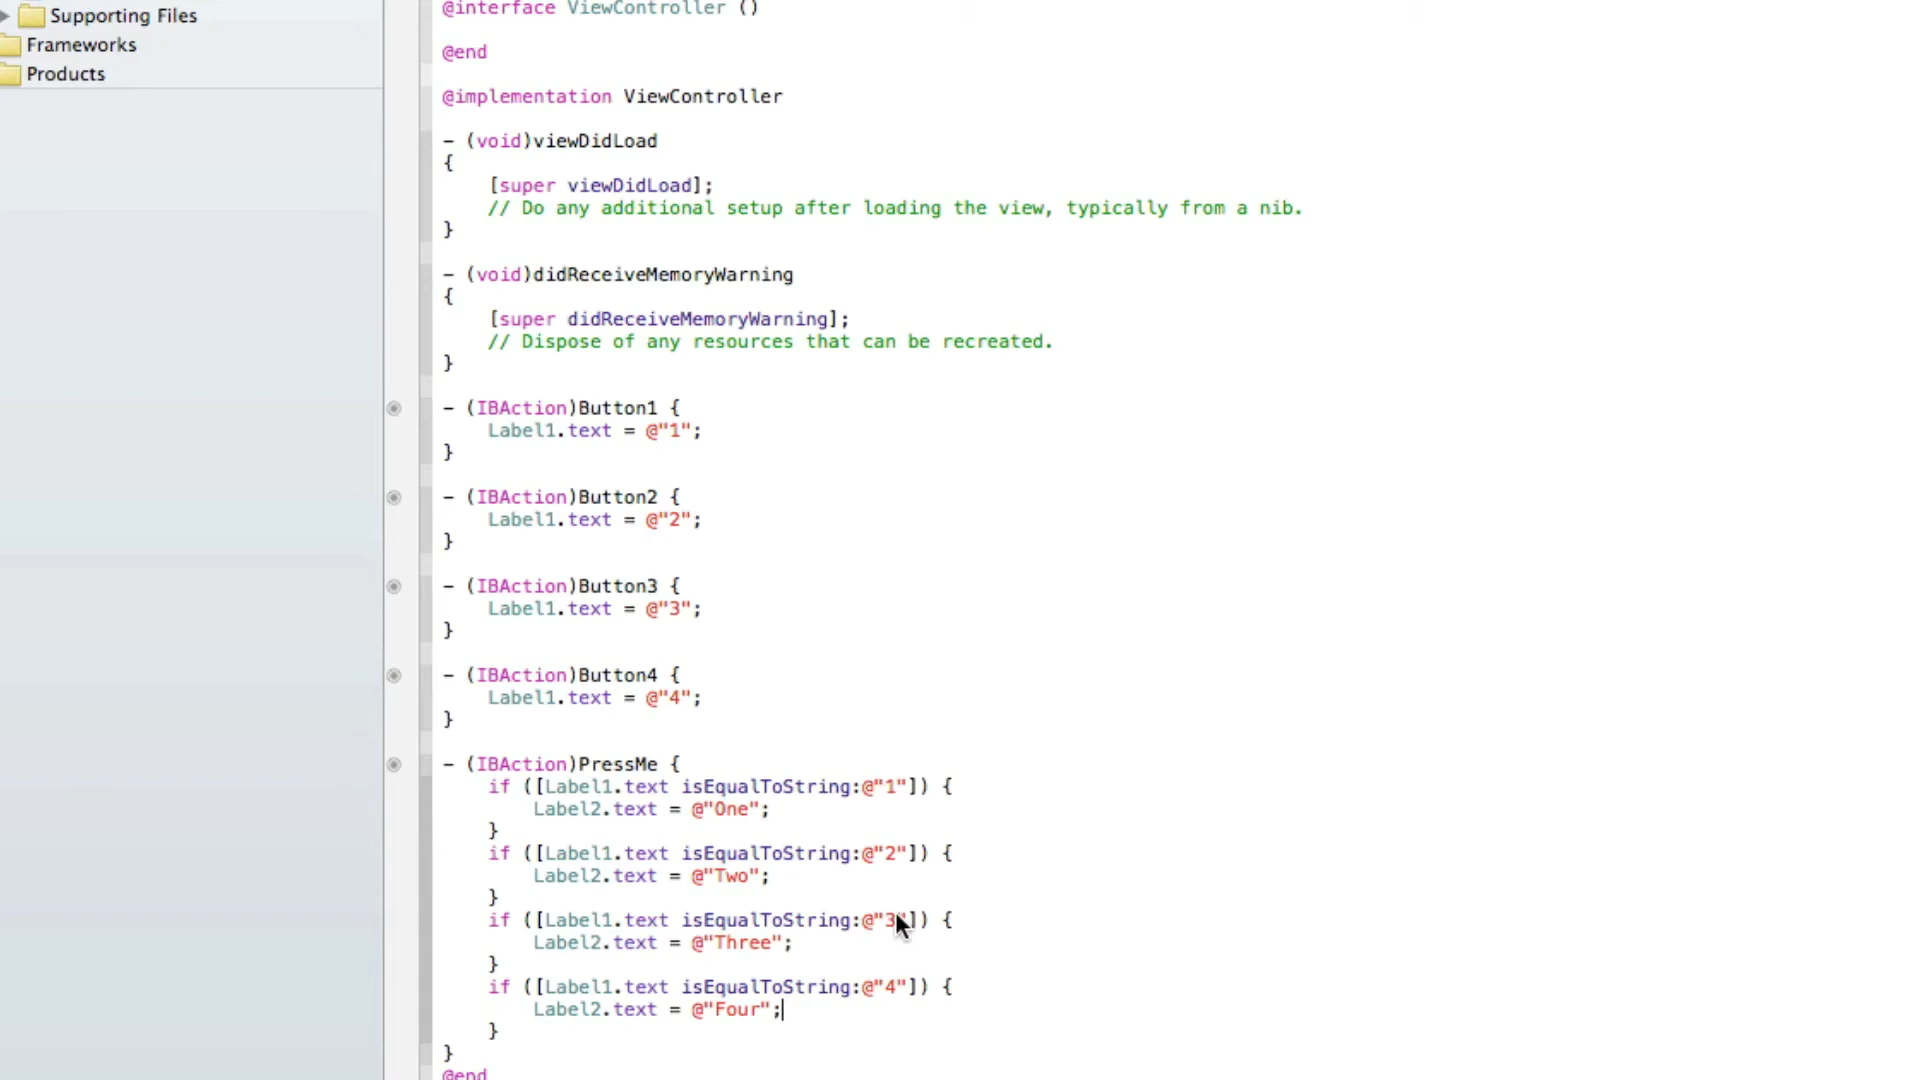 Supporting Files
Frameworks
Products
@interface ViewController ()
@end
@implementation ViewController
- (void)viewDidLoad
{
[super viewDidLoad];
// Do any additional setup after loading the view, typically from a nib.
}
- (void)didReceiveMemoryWarning
{
[super didReceiveMemoryWarning];
// Dispose of any resources that can be recreated.
}
- (IBAction)Button1 {
Label1.text = @"1";
}
- (IBAction)Button2 {
Label1.text = @"2";
}
- (IBAction)Button3 {
Label1.text = @"3";
}
- (IBAction)Button4 {
Label1.text = @"4";
}
- (IBAction)PressMe {
if ([Label1.text isEqualToString:@"1"]) {
Label2.text = @"One";
}
if ([Label1.text isEqualToString:@"2"]) {
Label2.text = @"Two";
}
if ([Label1.text isEqualToString:@"3"]) {
Label2.text = @"Three";
}
if ([Label1.text isEqualToString:@"4"]) {
Label2.text = @"Four";
}
}
@end